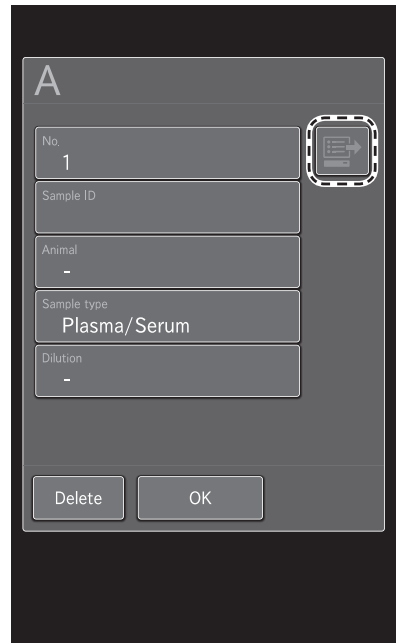 A
No.
1
Sample ID
Animal
-
Sample type
Plasma/Serum
Dilution
-
Delete
OK